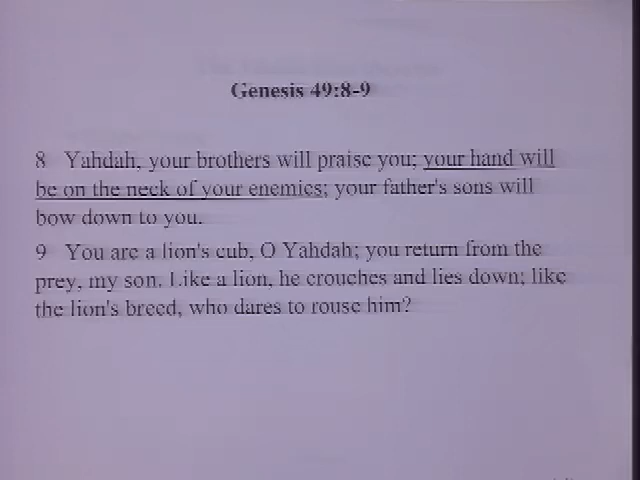 Genesis 49:8-9
8 Yahdah, your brothers will praise you; your hand will
be on the neck of your enemies; your father's sons will
bow down to you.
9 You are a lion's cub, O Yahdah; you return from the
prey, my son. Like a lion, he crouches and lies down; like
the lion's breed, who dares to rouse him?